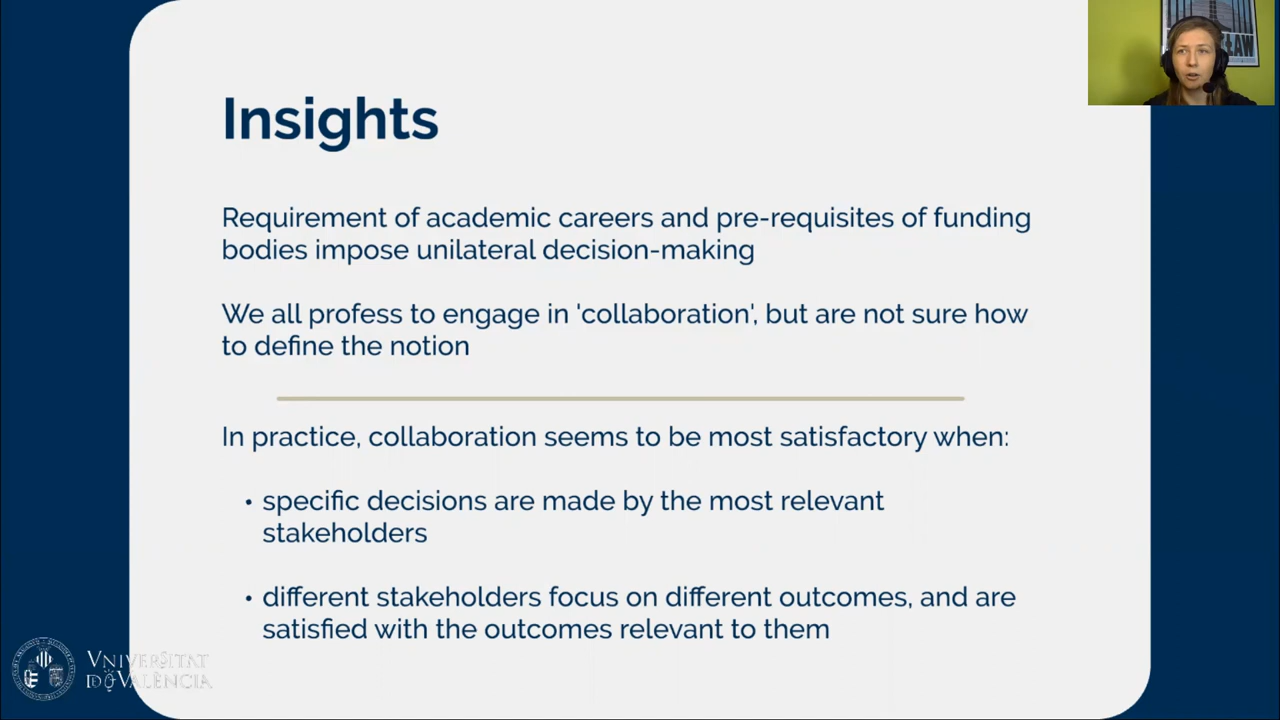 Insights
Requirement of academic careers and pre-requisites of funding
bodies impose unilateral decision-making
We all profess to engage in 'collaboration', but are not sure how
to define the notion
In practice, collaboration seems to be most satisfactory when:
• specific decisions are made by the most relevant
stakeholders
• different stakeholders focus on different outcomes, and are
satisfied with the outcomes relevant to them
VNIVERSITAT
DE VALÈNCIA